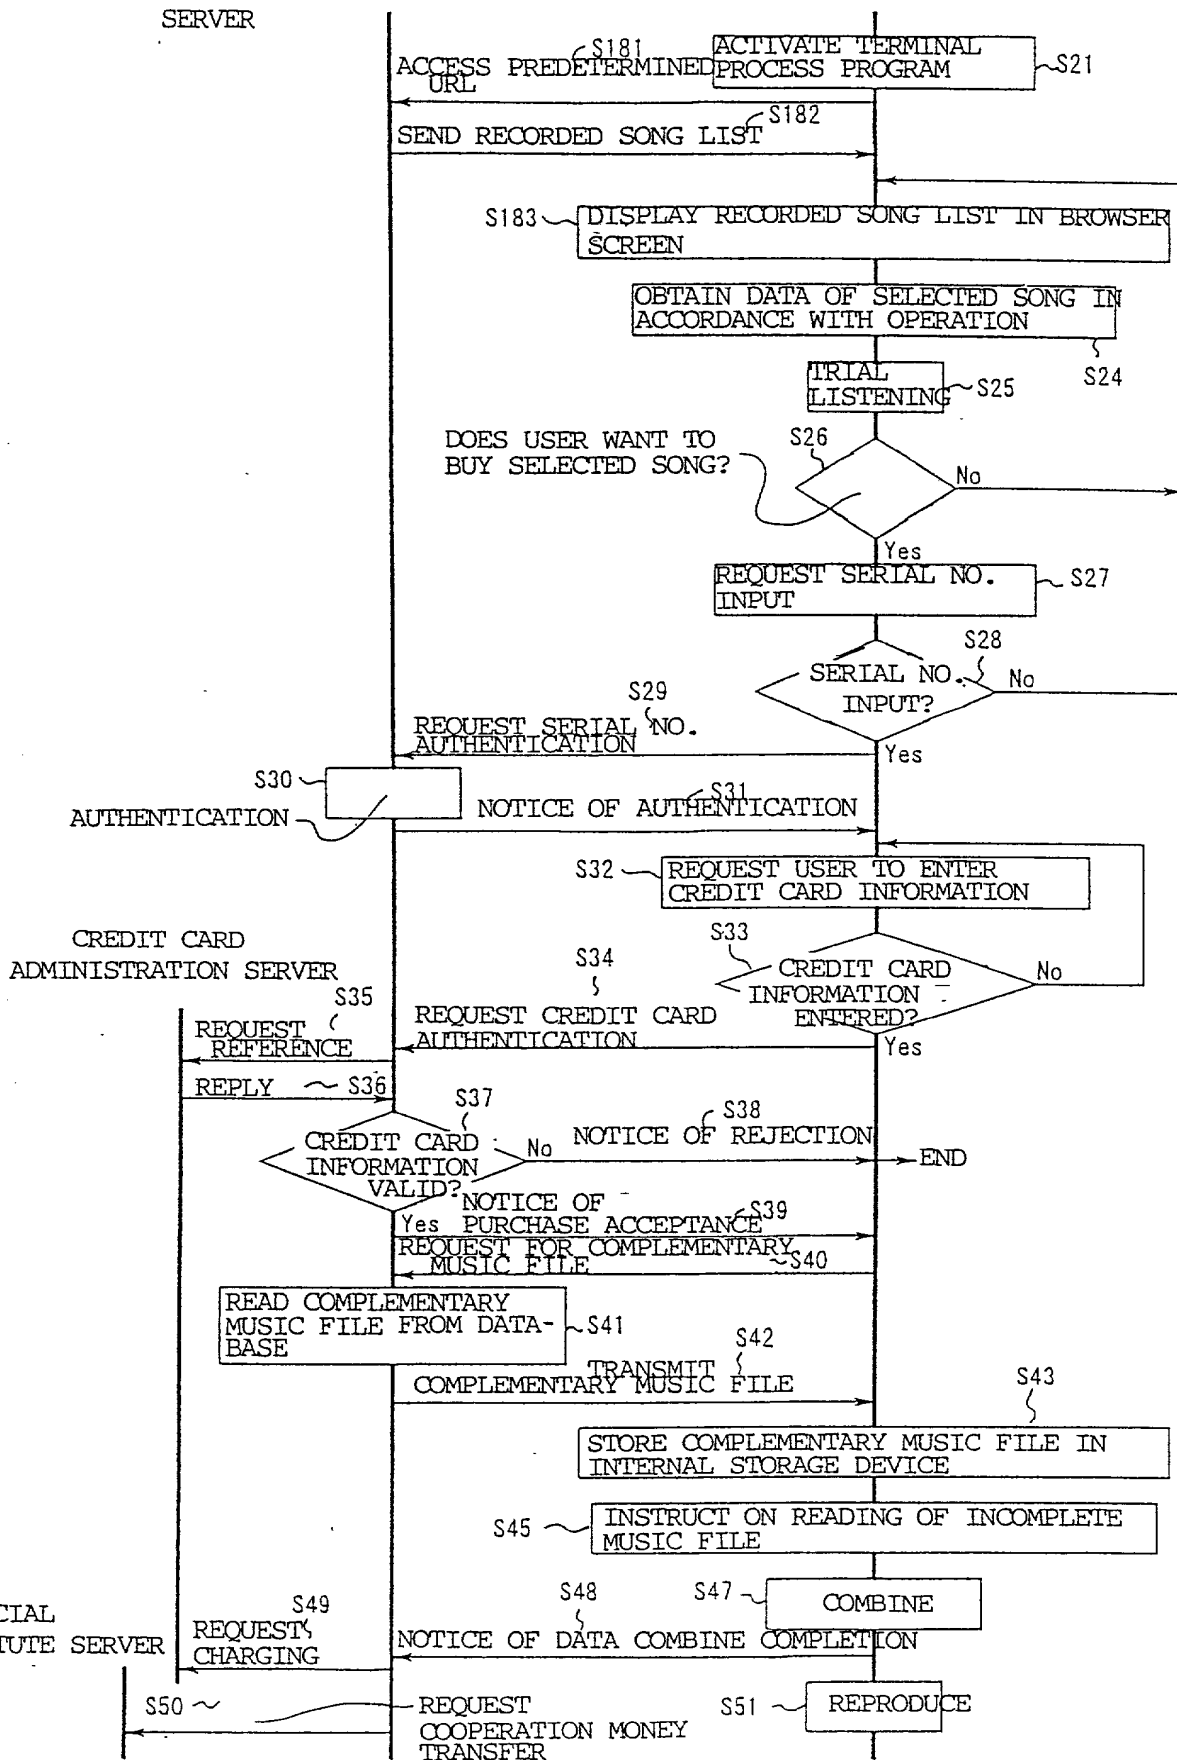 SERVER
S181
ACTIVATE TERMINAL
PROCESS PROGRAM
S21
ACCESS PREDETERMINED
URL
S182
SEND RECORDED SONG LIST
S183
DISPLAY RECORDED SONG LIST IN BROWSER
SCREEN
OBTAIN DATA OF SELECTED SONG IN
ACCORDANCE WITH OPERATION
S24
TRIAL
LISTENING
S25
S26
DOES USER WANT TO
BUY SELECTED SONG?
No
Yes
REQUEST SERIAL NO.
INPUT
S27
S28
SERIAL NO.
INPUT?
No
S29
REQUEST SERIAL NO.
AUTHENTICATION
Yes
S30
S31
NOTICE OF AUTHENTICATION
AUTHENTICATION
S32
REQUEST USER TO ENTER
CREDIT CARD INFORMATION
CREDIT CARD
ADMINISTRATION SERVER
S33
CREDIT CARD
INFORMATION
ENTERED?
No
S34
REQUEST CREDIT CARD
AUTHENTICATION
Yes
S35
REQUEST
REFERENCE
REPLY
S36
S37
CREDIT CARD
INFORMATION
VALID?
No
S38
NOTICE OF REJECTION
END
Yes
NOTICE OF
PURCHASE ACCEPTANCE
S39
REQUEST FOR COMPLEMENTARY
MUSIC FILE
S40
READ COMPLEMENTARY
MUSIC FILE FROM DATA-
BASE
S41
S42
TRANSMIT
COMPLEMENTARY MUSIC FILE
S43
STORE COMPLEMENTARY MUSIC FILE IN
INTERNAL STORAGE DEVICE
S45
INSTRUCT ON READING OF INCOMPLETE
MUSIC FILE
S47
COMBINE
S48
NOTICE OF DATA COMBINE COMPLETION
CIAL
TUTE SERVER
S49
REQUEST
CHARGING
S50
REQUEST
COOPERATION MONEY
TRANSFER
S51
REPRODUCE